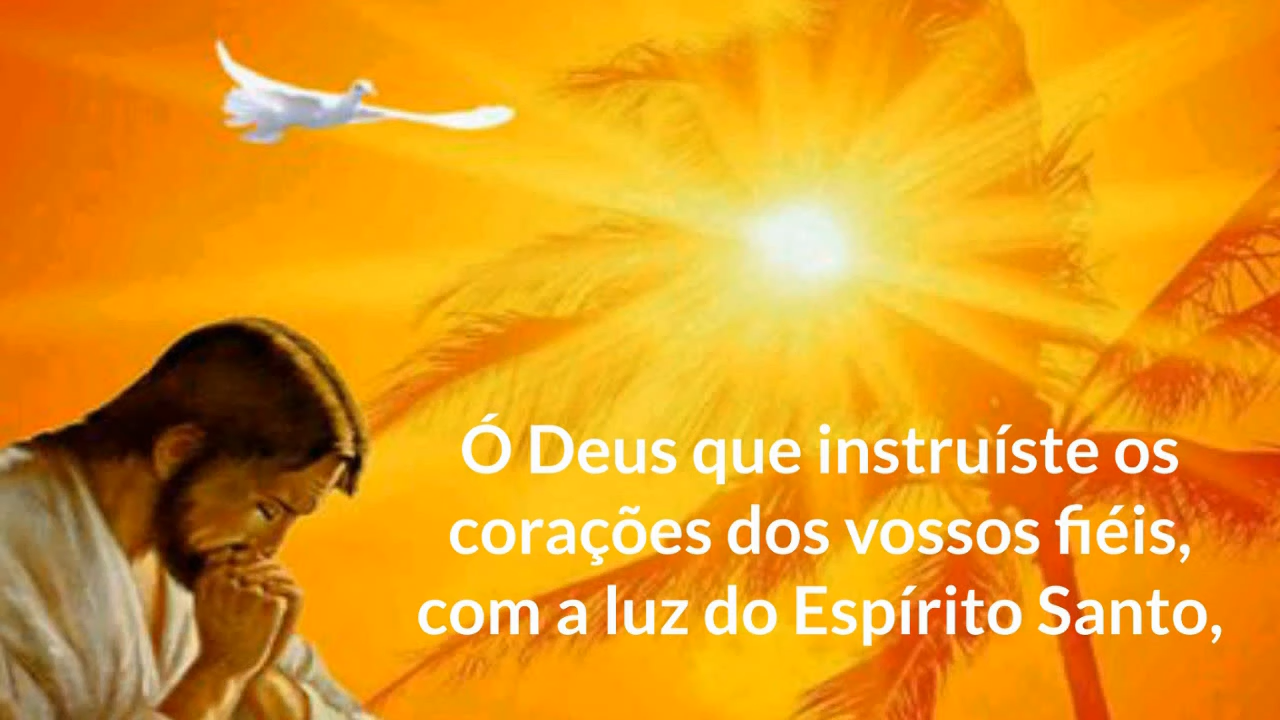 Ó Deus que instruíste os
corações dos vossos fiéis,
com a luz do Espírito Santo,